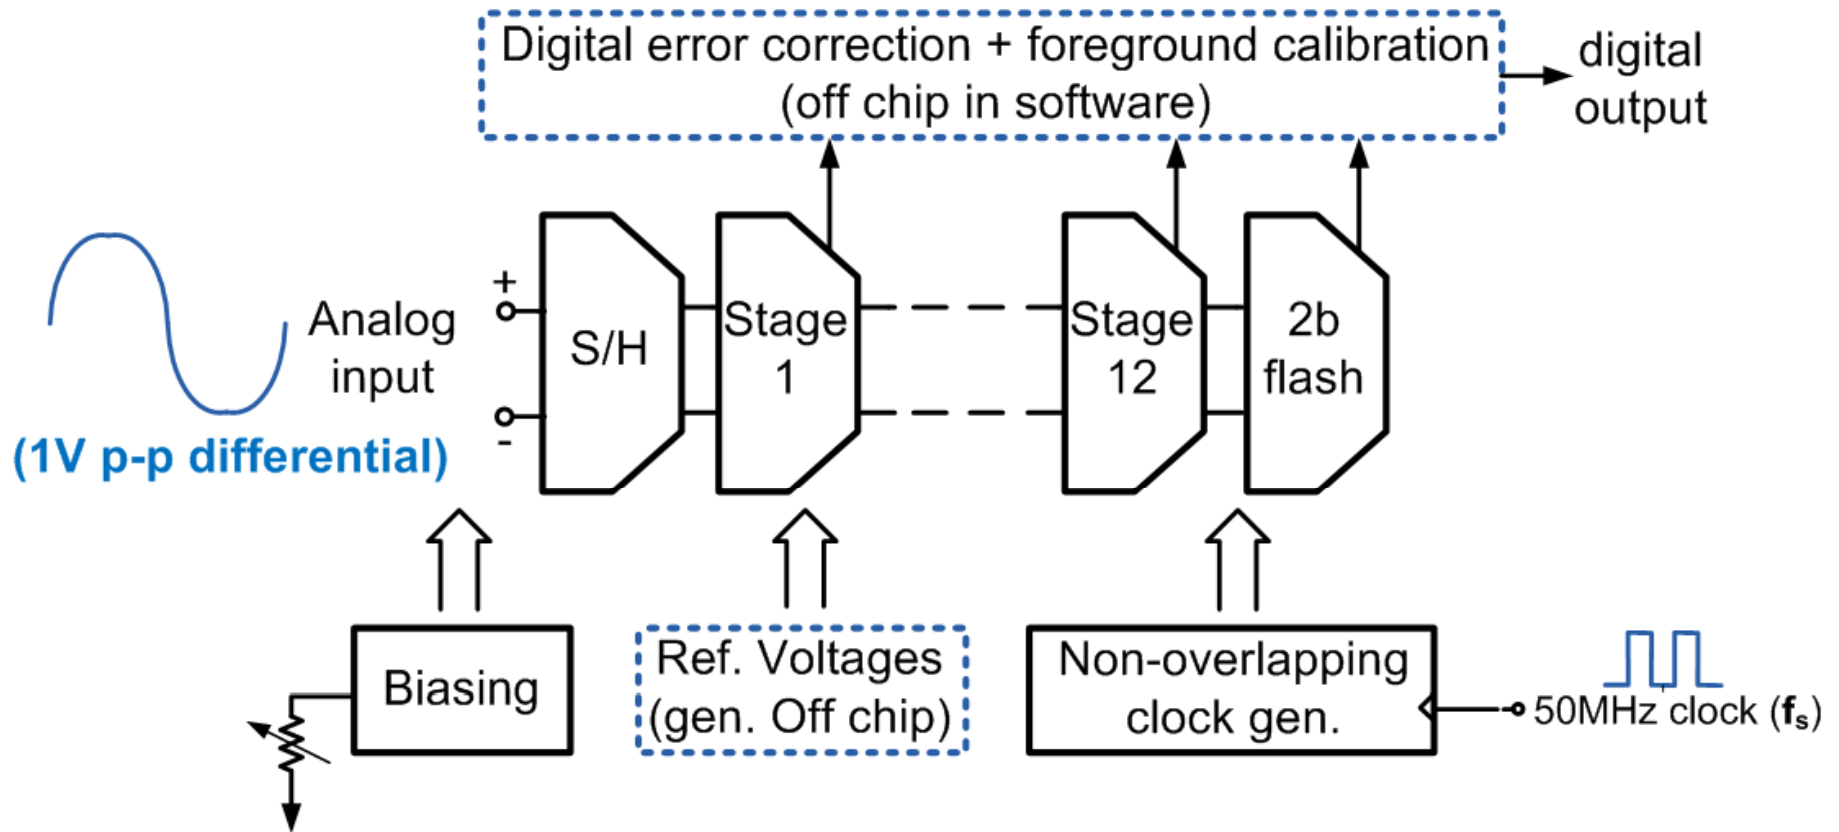 Digital error correction + foreground calibration
(off chip in software)
digital
output
+
Analog
input
-
(1V p-p differential)
S/H
Stage
1
Stage
12
2b
flash
Biasing
Ref. Voltages
(gen. Off chip)
Non-overlapping
clock gen.
50MHz clock (fs)